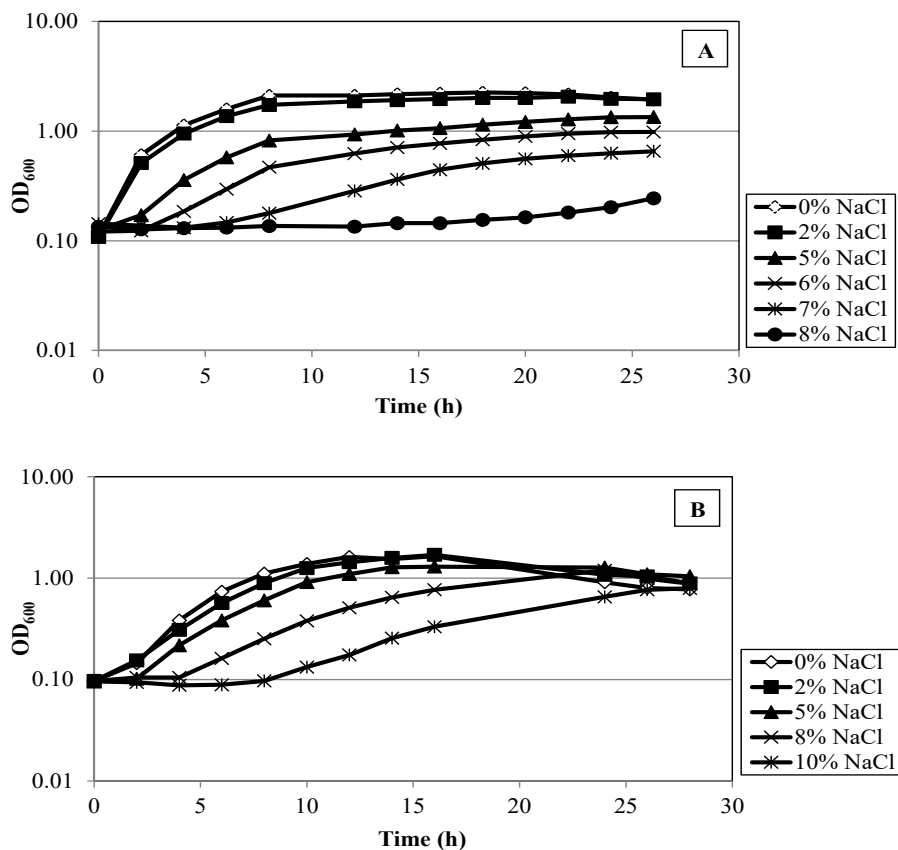 10.00
A
1.00
OD600
0.10
0.01
0 5 10 15 20 25 30
Time (h)
0% NaCl
2% NaCl
5% NaCl
6% NaCl
7% NaCl
8% NaCl
10.00
B
1.00
OD600
0.10
0.01
0 5 10 15 20 25 30
Time (h)
0% NaCl
2% NaCl
5% NaCl
8% NaCl
10% NaCl